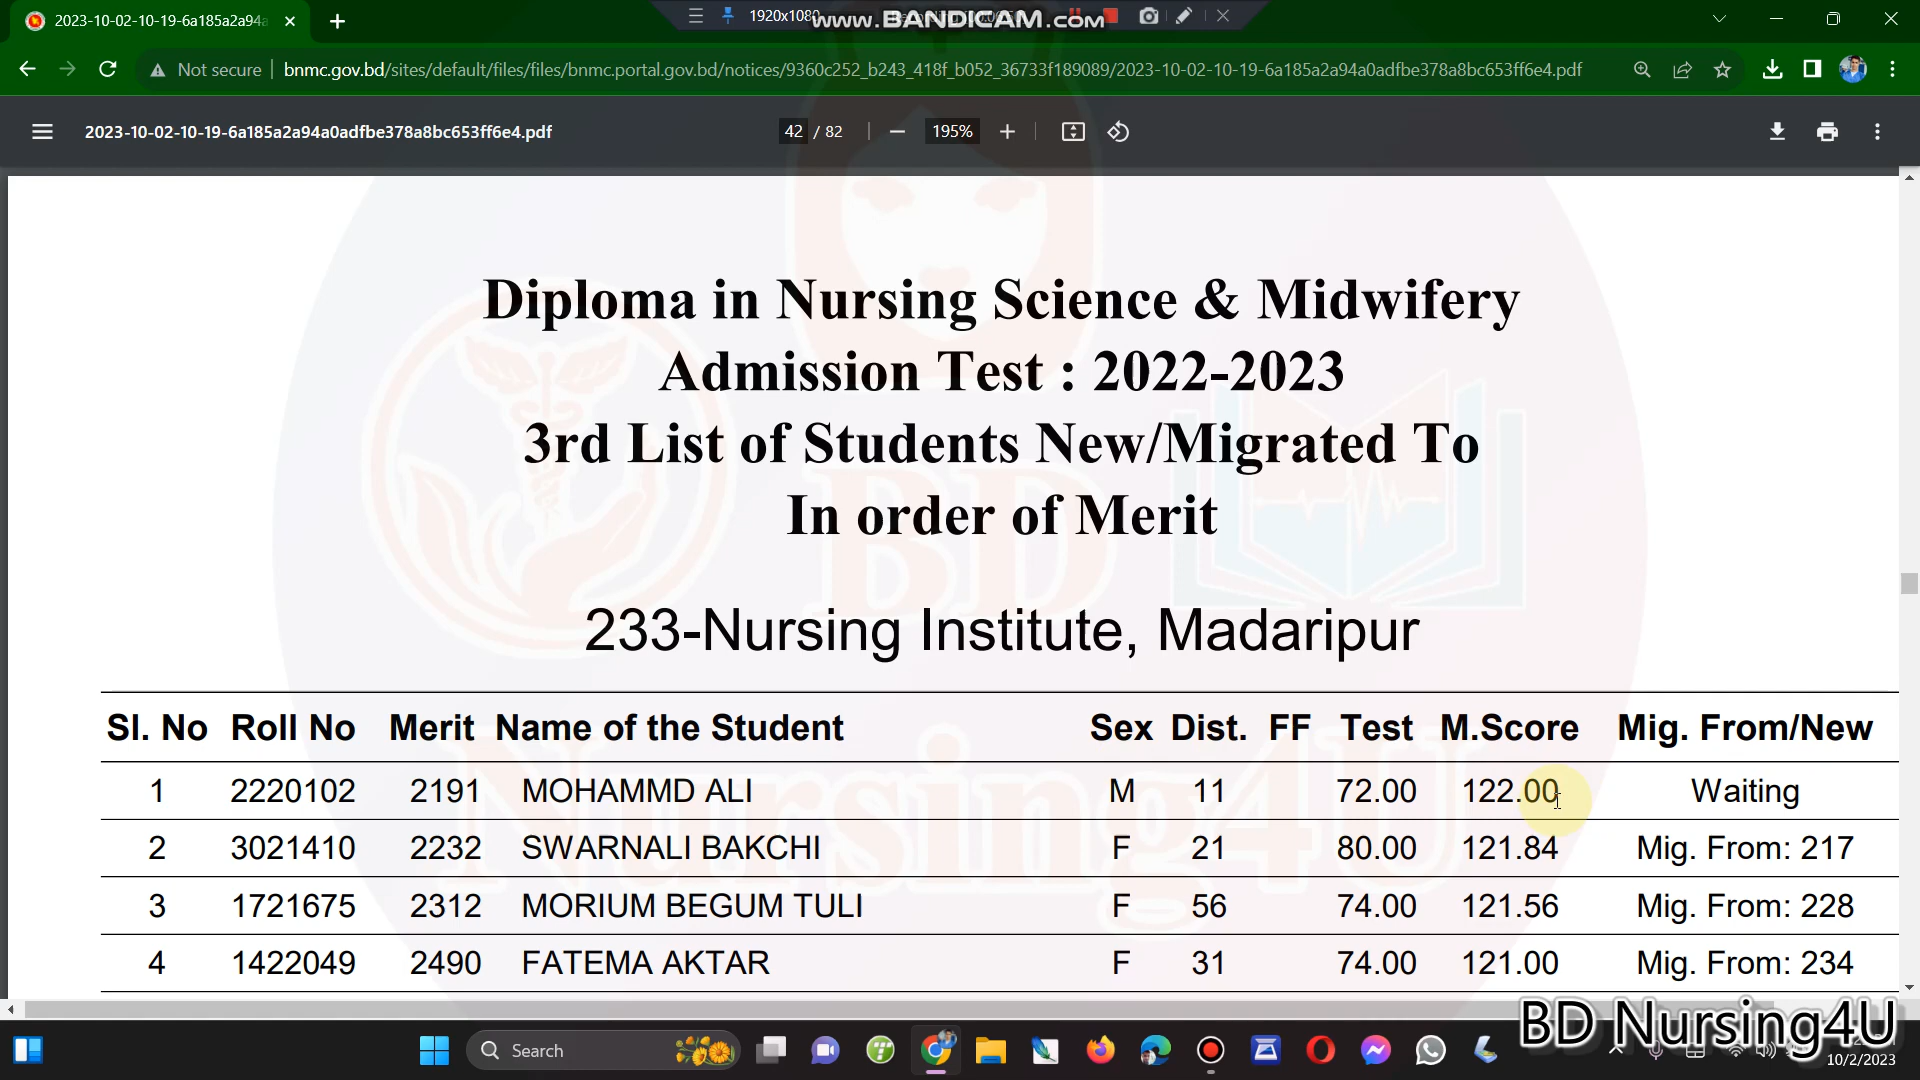 2023-10-02-10-19-6a185a2a94a
1920x1080
www.BANDICAM.com
Not secure
bnmc.gov.bd/sites/default/files/files/bnmc.portal.gov.bd/notices/9360c252_b243_418f_b052_36733f189089/2023-10-02-10-19-6a185a2a94a0adfbe378a8bc653ff6e4.pdf
2023-10-02-10-19-6a185a2a94a0adfbe378a8bc653ff6e4.pdf
42 / 82
195%
Diploma in Nursing Science & Midwifery
Admission Test : 2022-2023
3rd List of Students New/Migrated To
In order of Merit
BD
233-Nursing Institute, Madaripur
Sl. No Roll No Merit Name of the Student Sex Dist. FF Test M.Score Mig. From/New
1 2220102 2191 MOHAMMD ALI M 11 72.00 122.00 Waiting
2 3021410 2232 SWARNALI BAKCHI F 21 80.00 121.84 Mig. From: 217
3 1721675 2312 MORIUM BEGUM TULI F 56 74.00 121.56 Mig. From: 228
4 1422049 2490 FATEMA AKTAR F 31 74.00 121.00 Mig. From: 234
Nursing4U
BD Nursing4U
Search
10/2/2023